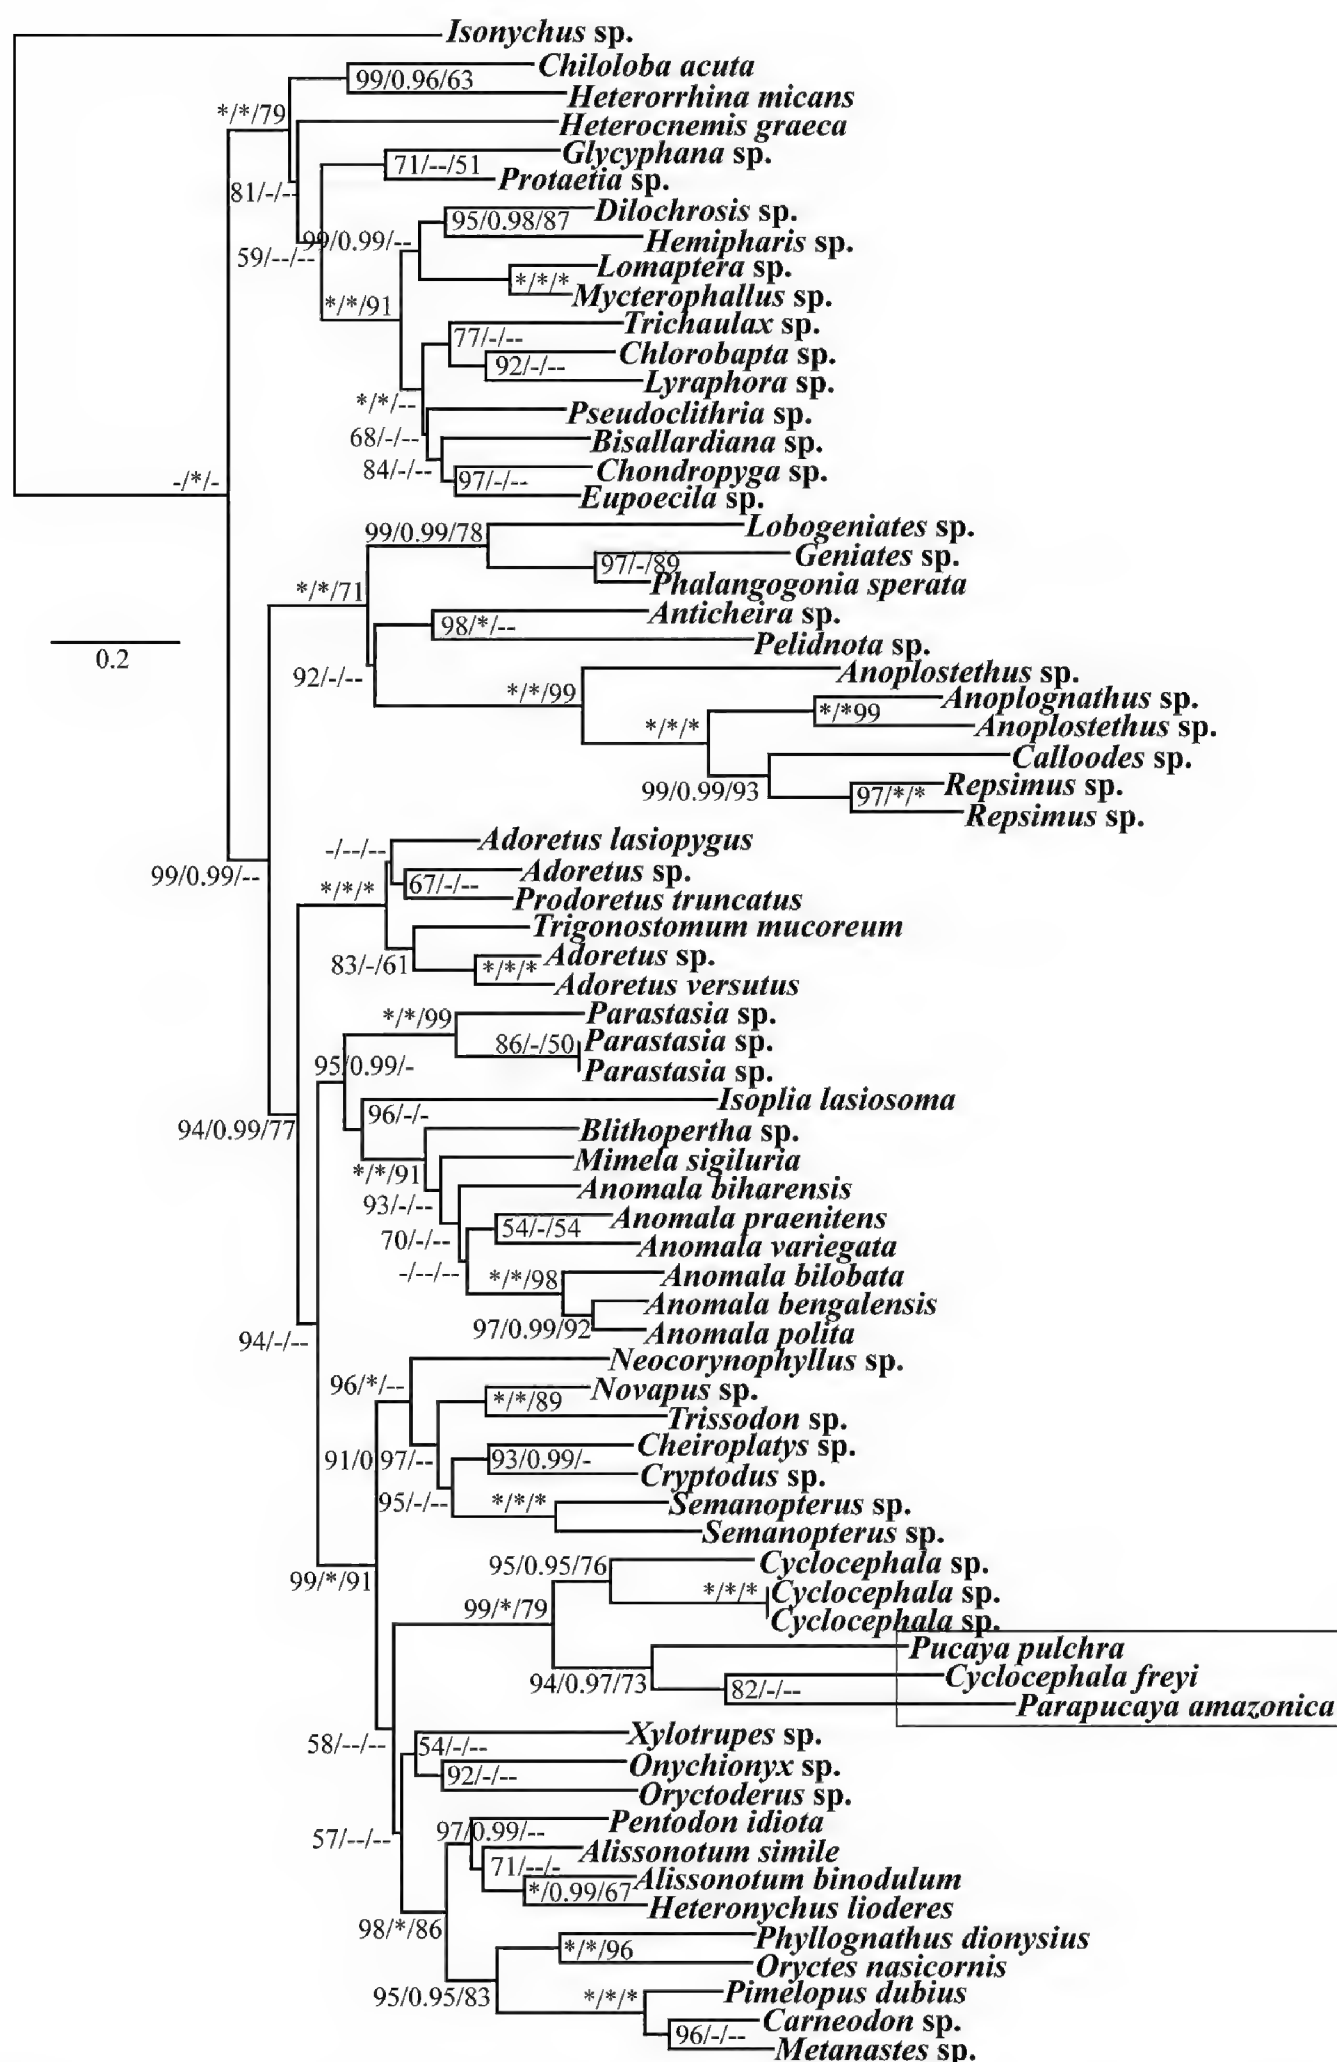 Isonychus sp.
Chiloloba acuta
99/0.96/63
Heterorrhina micans
*/*/79
Heterocnemis graeca
Glycyphana sp.
71/--/51
Protaetia sp.
81/-/--
Dilochrosis sp.
95/0.98/87
Hemipharis sp.
99/0.99/--
59/--/--
Lomaptera sp.
*/*/*
Mycterophallus sp.
*/*/91
Trichaulax sp.
77/-/--
Chlorobapta sp.
92/-/--
Lyraphora sp.
*/*/--
Pseudoclithria sp.
68/-/--
Bisallardiana sp.
84/-/--
Chondropyga sp.
97/-/--
Eupoecila sp.
-/*/-
Lobogeniates sp.
99/0.99/78
Geniates sp.
97/-/89
Phalangogonia sperata
*/*/71
Anticheira sp.
98/*/--
Pelidnota sp.
0.2
92/-/--
Anoplostethus sp.
*/*/99
Anoplognathus sp.
*/*99
Anoplostethus sp.
*/*/*
Calloodes sp.
Repsimus sp.
99/0.99/93
97/*/*
Repsimus sp.
Adoretus lasiopygus
-/--/--
Adoretus sp.
99/0.99/--
67/-/--
*/*/*
Prodoretus truncatus
Trigonostomum mucoreum
Adoretus sp.
83/-/61
*/*/*
Adoretus versutus
Parastasia sp.
*/*/99
Parastasia sp.
86/-/50
Parastasia sp.
95/0.99/-
Isoplia lasiosoma
96/-/-
94/0.99/77
Blithopertha sp.
Mimela sigiluria
*/*/91
Anomala biharensis
93/-/--
Anomala praenitens
54/-/54
70/-/--
Anomala variegata
-/--/--
*/*/98
Anomala bilobata
Anomala bengalensis
97/0.99/92
Anomala polita
94/-/--
Neocorynophyllus sp.
96/*/--
Novapus sp.
*/*/89
Trissodon sp.
Cheiroplatys sp.
91/0.97/--
93/0.99/-
Cryptodus sp.
95/-/--
*/*/*
Semanopterus sp.
Semanopterus sp.
Cyclocephala sp.
95/0.95/76
99/*/91
*/*/*
Cyclocephala sp.
99/*/79
Cyclocephala sp.
Pucaya pulchra
Cyclocephala freyi
94/0.97/73
82/-/--
Parapucaya amazonica
Xylotrupes sp.
58/--/--
54/-/--
Onychionyx sp.
92/-/--
Oryctoderus sp.
Pentodon idiota
57/--/--
97/0.99/--
Alissonotum simile
71/--/-
Alissonotum binodulum
*/0.99/67
Heteronychus lioderes
98/*/86
Phyllognathus dionysius
*/*/96
Oryctes nasicornis
95/0.95/83
*/*/*
Pimelopus dubius
Carneodon sp.
96/-/--
Metanastes sp.